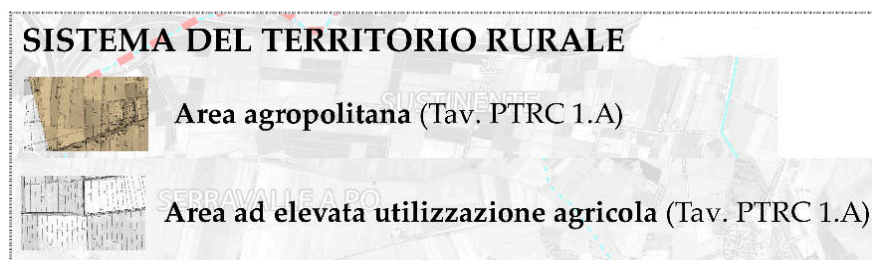 SISTEMA DEL TERRITORIO RURALE
SUSTINENTE
Area agropolitana (Tav. PTRC 1.A)
SERRAVALLE A PO
Area ad elevata utilizzazione agricola (Tav. PTRC 1.A)